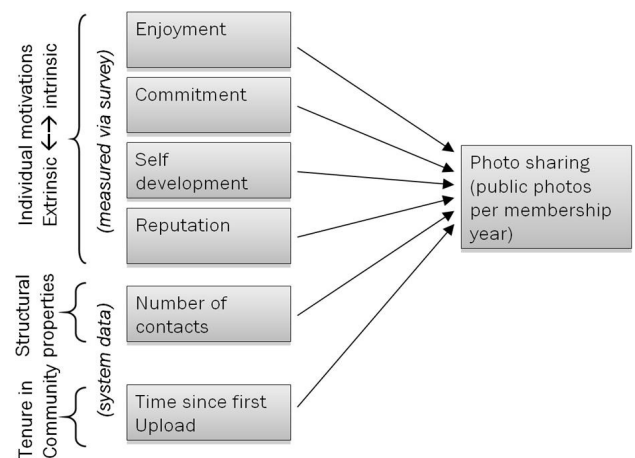 Individual motivations
Extrinsic ←→ intrinsic
(measured via survey)
Enjoyment
Commitment
Self
development
Reputation
Structural
properties
Number of
contacts
(system data)
Tenure in
Community
Time since first
Upload
Photo sharing
(public photos
per membership
year)